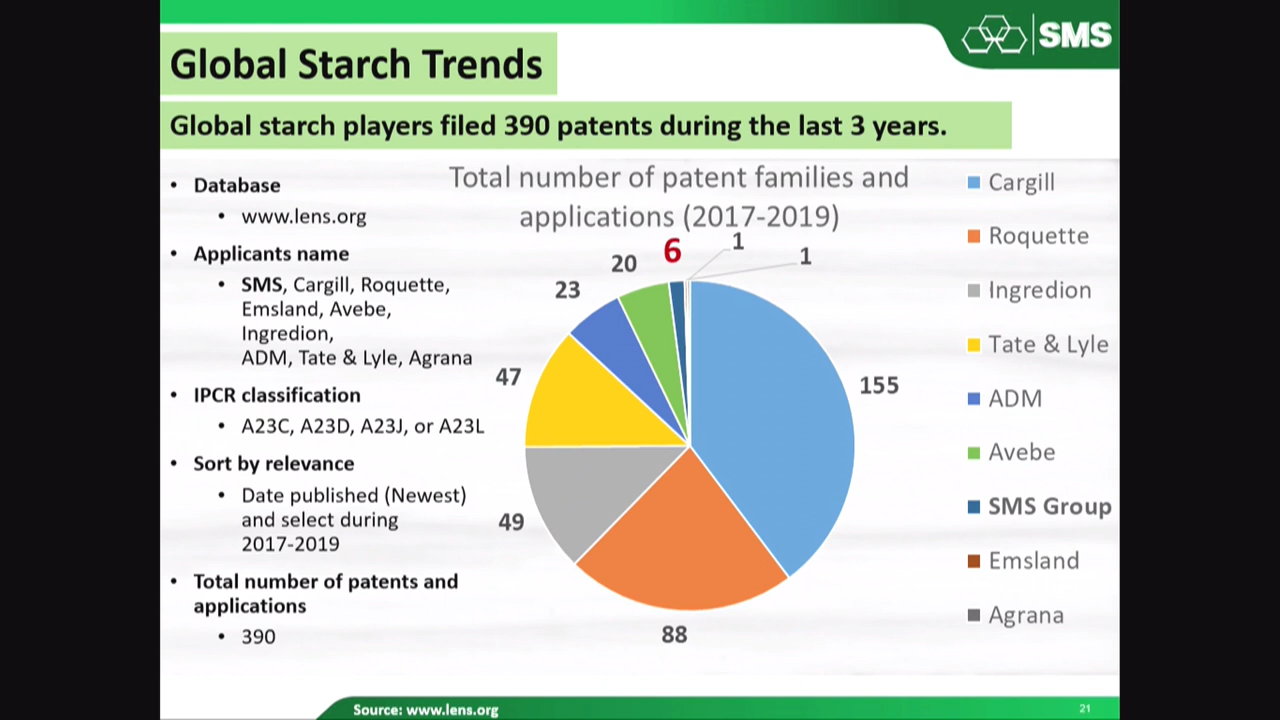 SMS
Global Starch Trends
Global starch players filed 390 patents during the last 3 years.
• Database
• www.lens.org
• Applicants name
• SMS, Cargill, Roquette,
Emsland, Avebe,
Ingredion,
ADM, Tate & Lyle, Agrana
• IPCR classification
• A23C, A23D, A23J, or A23L
• Sort by relevance
• Date published (Newest)
and select during
2017-2019
• Total number of patents and
applications
• 390
Total number of patent families and
applications (2017-2019)
155
88
49
47
23
20
6
1
1
Cargill
Roquette
Ingredion
Tate & Lyle
ADM
Avebe
SMS Group
Emsland
Agrana
Source: www.lens.org
21